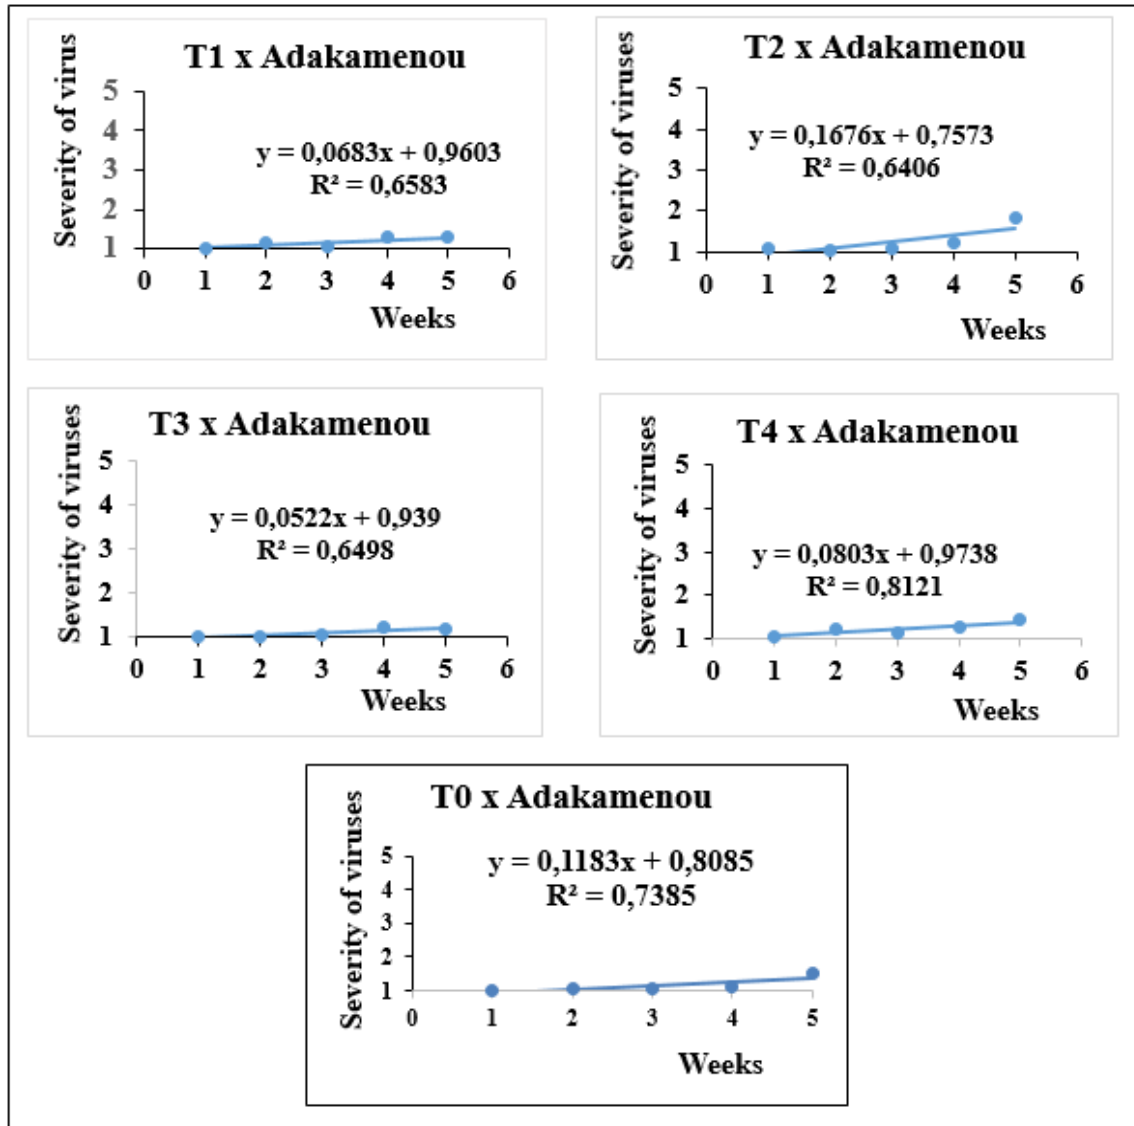 T1 x Adakamenou
Severity of virus
5
4
3
2
1
y = 0,0683x + 0,9603
R² = 0,6583
0 1 2 3 4 5 6
Weeks
T2 x Adakamenou
Severity of viruses
5
4
3
2
1
y = 0,1676x + 0,7573
R² = 0,6406
0 1 2 3 4 5 6
Weeks
T3 x Adakamenou
Severity of viruses
5
4
3
2
1
y = 0,0522x + 0,939
R² = 0,6498
0 1 2 3 4 5 6
Weeks
T4 x Adakamenou
Severity of viruses
5
4
3
2
1
y = 0,0803x + 0,9738
R² = 0,8121
0 1 2 3 4 5 6
Weeks
T0 x Adakamenou
Severity of viruses
5
4
3
2
1
y = 0,1183x + 0,8085
R² = 0,7385
0 1 2 3 4 5
Weeks